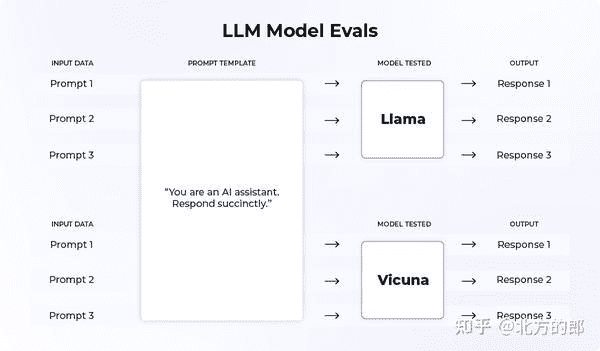 LLM Model Evals
INPUT DATA
PROMPT TEMPLATE
MODEL TESTED
OUTPUT
Prompt 1
Response 1
Prompt 2
Llama
Response 2
Prompt 3
Response 3
“You are an AI assistant.
Respond succinctly.”
INPUT DATA
MODEL TESTED
OUTPUT
Prompt 1
Response 1
Prompt 2
Vicuna
Response 2
Prompt 3
Response 3
知乎 @北方的郎